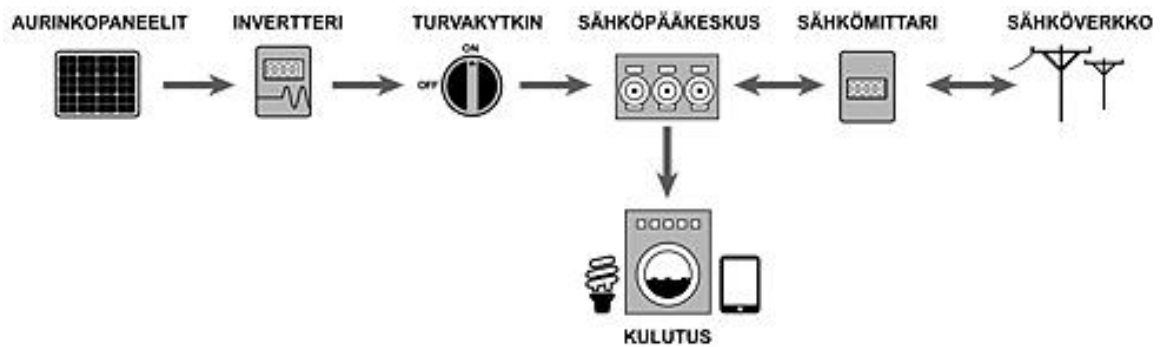 AURINKOPANEELIT
INVERTTERI
TURVAKYTKIN
SÄHKÖPÄÄKESKUS
SÄHKÖMITTARI
SÄHKÖVERKKO
ON
OFF
KULUTUS